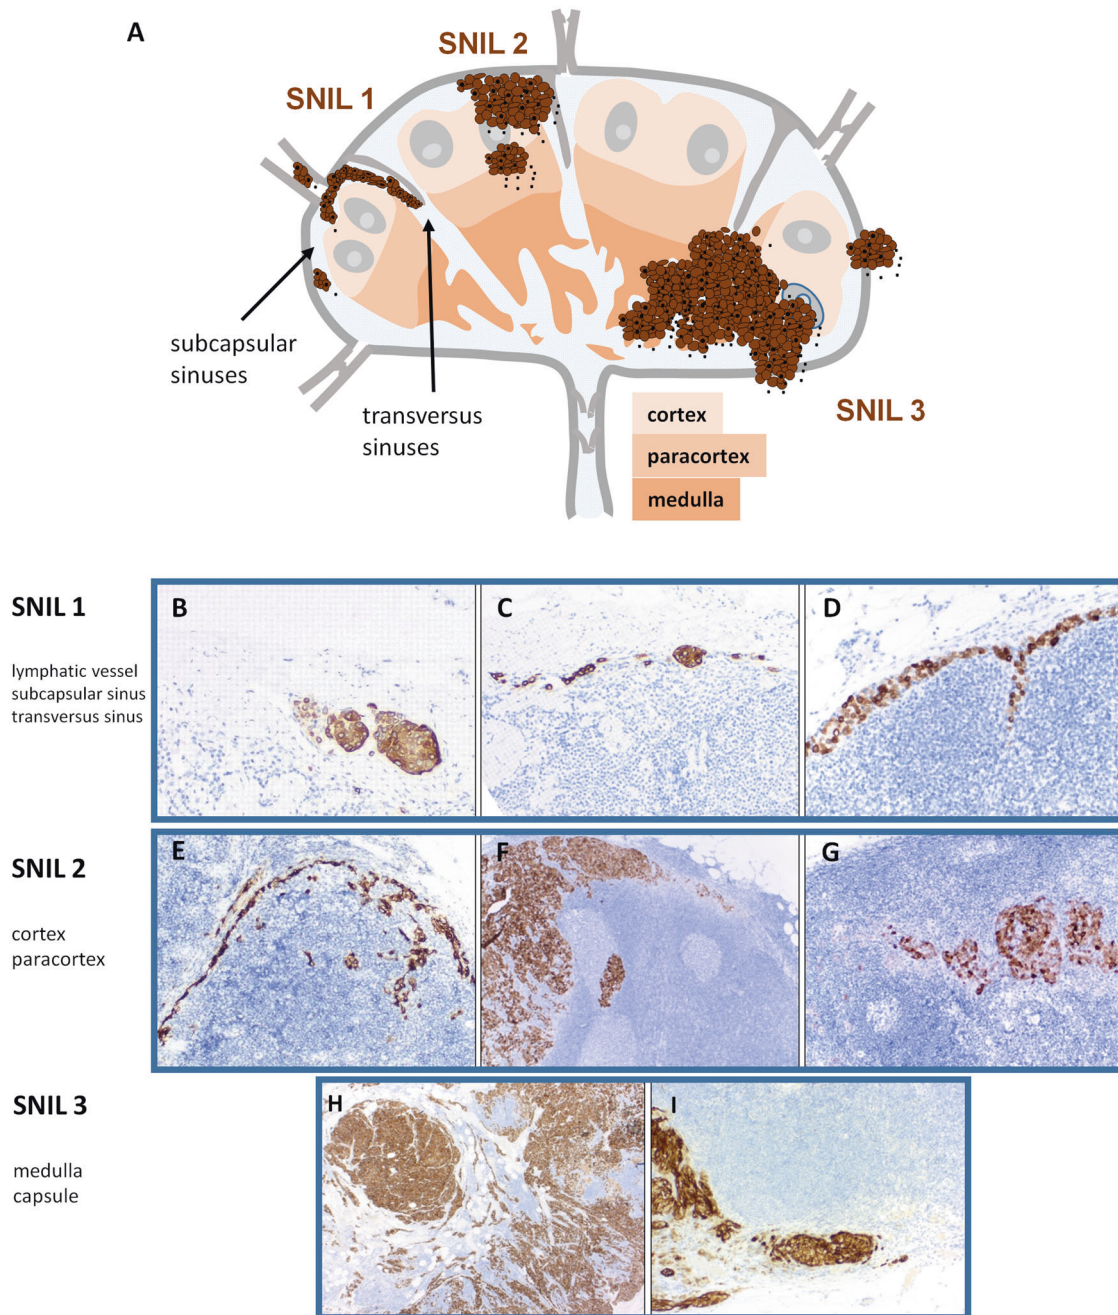 A
SNIL 2
SNIL 1
subcapsular
sinuses
transversus
sinuses
SNIL 3
cortex
paracortex
medulla
SNIL 1
lymphatic vessel
subcapsular sinus
transversus sinus
B
C
D
SNIL 2
cortex
paracortex
E
F
G
SNIL 3
medulla
capsule
H
I